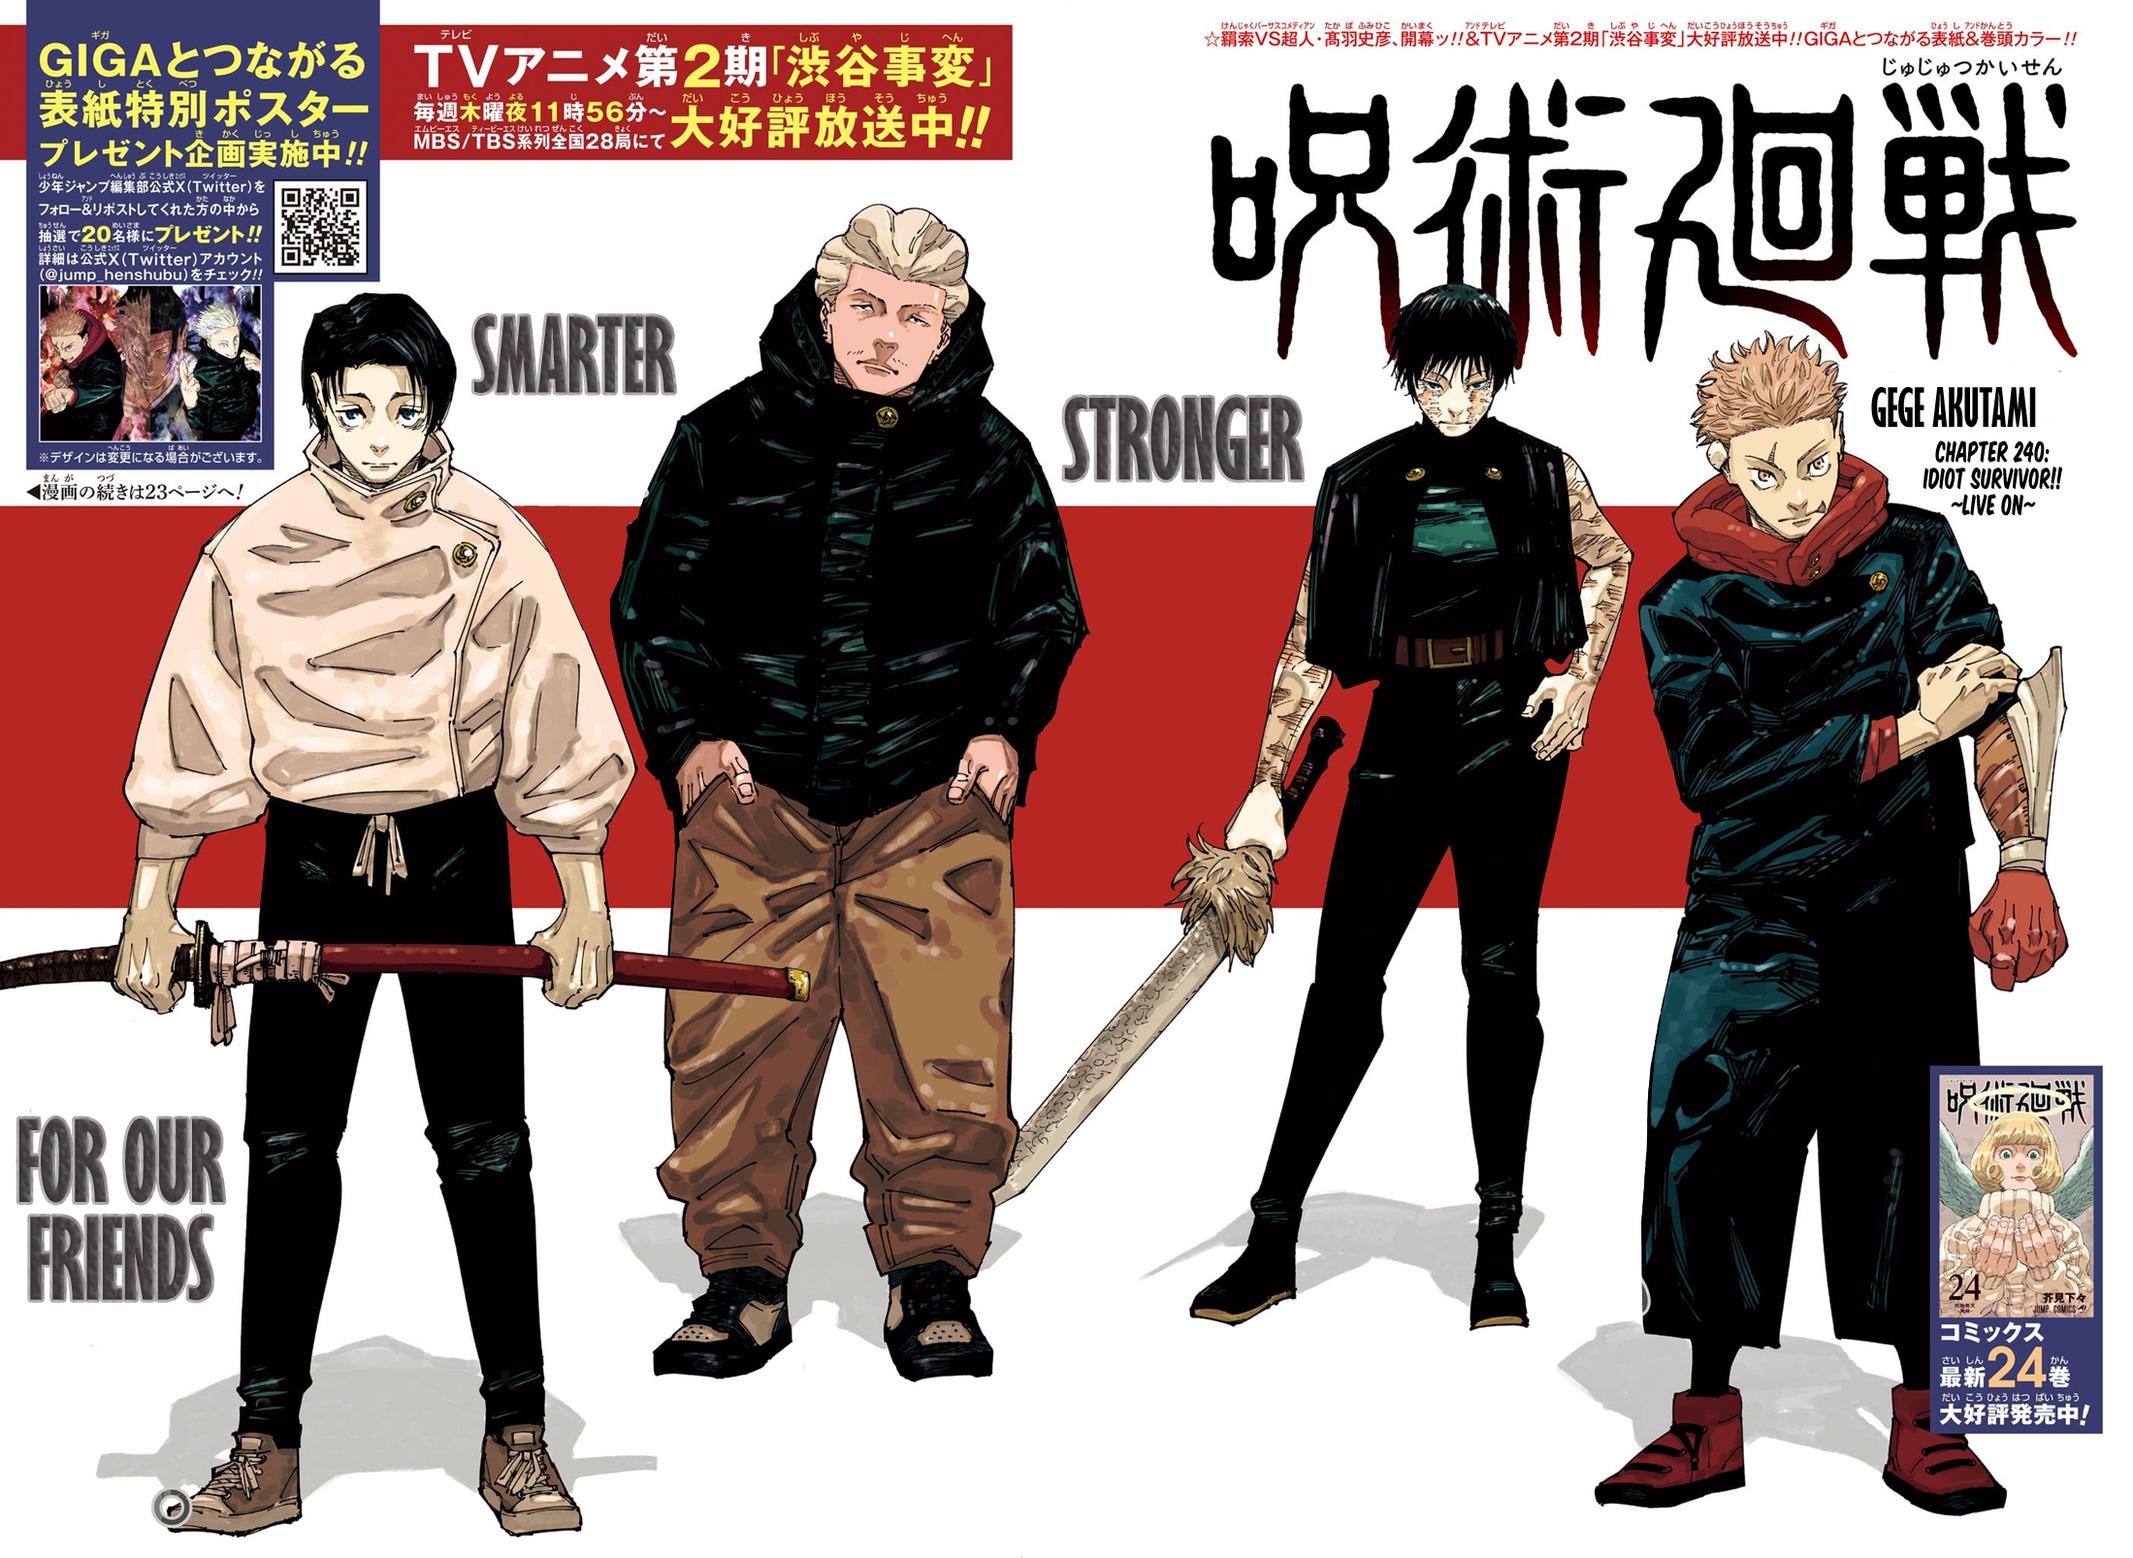 ☆羂索VS超人・髙羽史彦、開幕ッ!!&TVアニメ第2期「渋谷事変」大好評放送中!!GIGAとつながる表紙&巻頭カラー!!
じゅじゅつかいせん
呪術廻戦
GEGE AKUTAMI
CHAPTER 240:
IDIOT SURVIVOR!!
~LIVE ON~
STRONGER
SMARTER
FOR OUR
FRIENDS
TVアニメ第2期「渋谷事変」
毎週木曜夜11時56分~
MBS/TBS系列全国28局にて
大好評放送中!!
GIGAとつながる
表紙特別ポスター
プレゼント企画実施中!!
少年ジャンプ編集部公式X(Twitter)を
フォロー&リポストしてくれた方の中から
抽選で20名様にプレゼント!!
詳細は公式X(Twitter)アカウント
(@jump_henshubu)をチェック!!
※デザインは変更になる場合がございます。
◀漫画の続きは23ページへ!
呪術廻戦
24
芥見下々
JUMP COMICS
コミックス
最新24巻
大好評発売中!